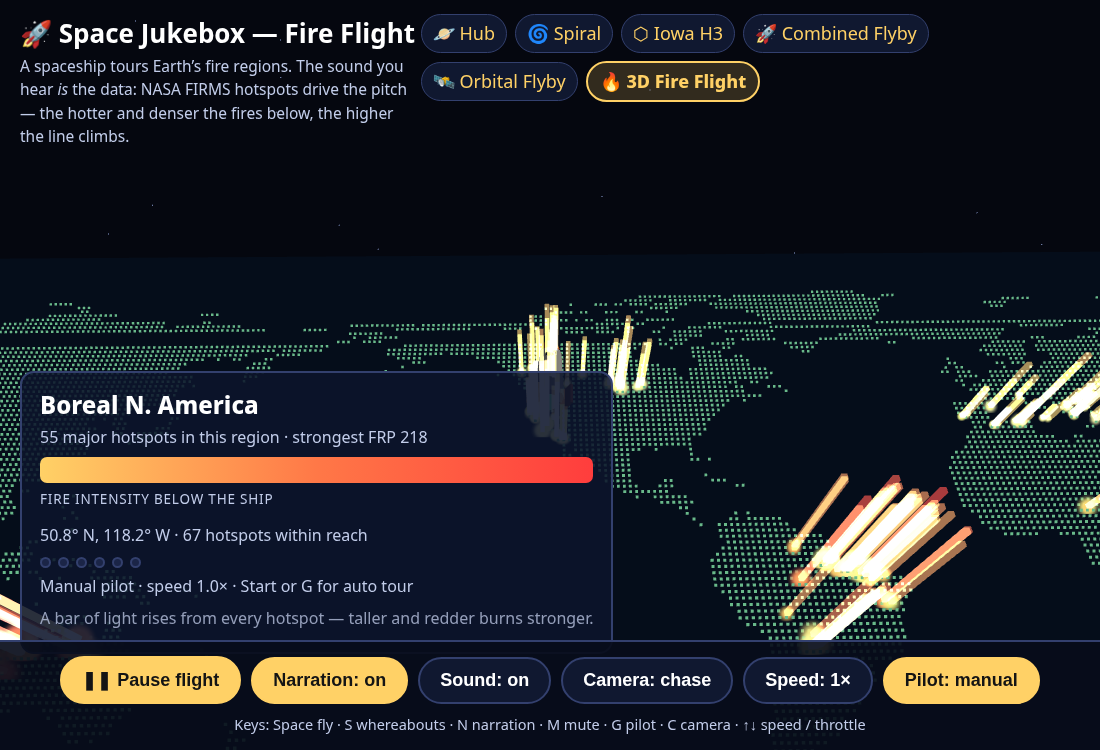 🚀 Space Jukebox — Fire Flight
A spaceship tours Earth's fire regions. The sound you
hear is the data: NASA FIRMS hotspots drive the pitch
— the hotter and denser the fires below, the higher
the line climbs.
🪐 Hub
🌀 Spiral
⬡ Iowa H3
🚀 Combined Flyby
🛰️ Orbital Flyby
🔥 3D Fire Flight
Boreal N. America
55 major hotspots in this region · strongest FRP 218
FIRE INTENSITY BELOW THE SHIP
50.8° N, 118.2° W · 67 hotspots within reach
Manual pilot · speed 1.0× · Start or G for auto tour
A bar of light rises from every hotspot — taller and redder burns stronger.
❚❚ Pause flight
Narration: on
Sound: on
Camera: chase
Speed: 1×
Pilot: manual
Keys: Space fly · S whereabouts · N narration · M mute · G pilot · C camera · ↑↓ speed / throttle